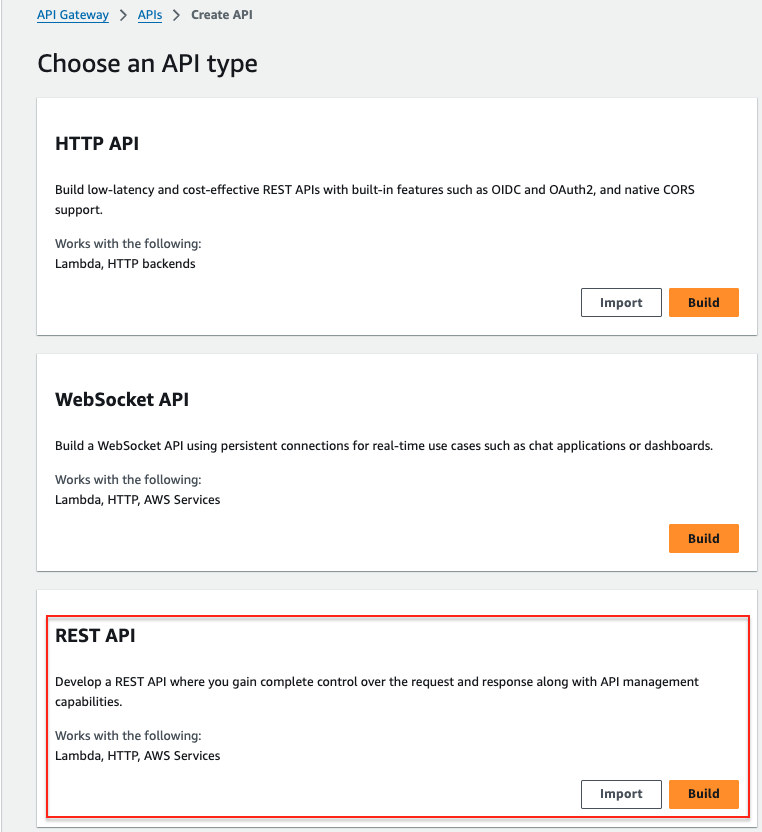 API Gateway > APIs > Create API
Choose an API type
HTTP API
Build low-latency and cost-effective REST APIs with built-in features such as OIDC and OAuth2, and native CORS
support.
Works with the following:
Lambda, HTTP backends
Import Build
WebSocket API
Build a WebSocket API using persistent connections for real-time use cases such as chat applications or dashboards.
Works with the following:
Lambda, HTTP, AWS Services
Build
REST API
Develop a REST API where you gain complete control over the request and response along with API management
capabilities.
Works with the following:
Lambda, HTTP, AWS Services
Import Build